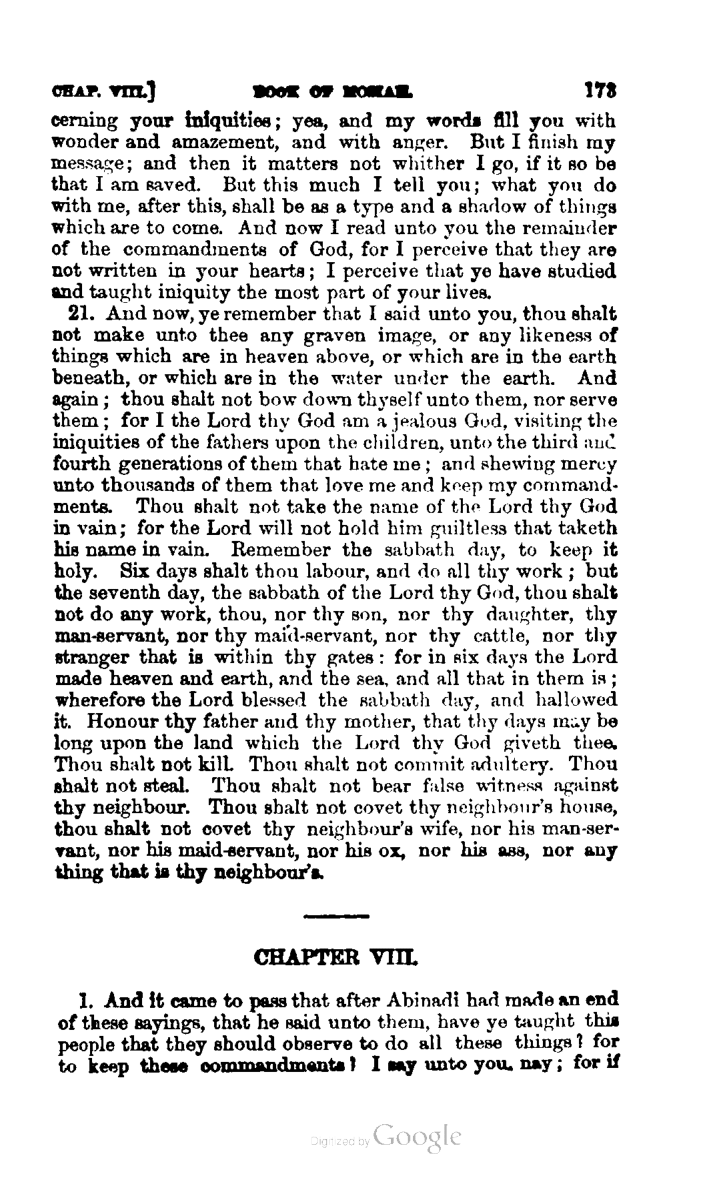 CHAP. VIII.] BOOK OF MOSIAH. 173
cerning your iniquities; yea, and my words fill you with
wonder and amazement, and with anger. But I finish my
message; and then it matters not whither I go, if it so be
that I am saved. But this much I tell you; what you do
with me, after this, shall be as a type and a shadow of things
which are to come. And now I read unto you the remainder
of the commandments of God, for I perceive that they are
not written in your hearts; I perceive that ye have studied
and taught iniquity the most part of your lives.
21. And now, ye remember that I said unto you, thou shalt
not make unto thee any graven image, or any likeness of
things which are in heaven above, or which are in the earth
beneath, or which are in the water under the earth. And
again; thou shalt not bow down thyself unto them, nor serve
them; for I the Lord thy God am a jealous God, visiting the
iniquities of the fathers upon the children, unto the third and
fourth generations of them that hate me; and shewing mercy
unto thousands of them that love me and keep my command-
ments. Thou shalt not take the name of the Lord thy God
in vain; for the Lord will not hold him guiltless that taketh
his name in vain. Remember the sabbath day, to keep it
holy. Six days shalt thou labour, and do all thy work; but
the seventh day, the sabbath of the Lord thy God, thou shalt
not do any work, thou, nor thy son, nor thy daughter, thy
man-servant, nor thy maid-servant, nor thy cattle, nor thy
stranger that is within thy gates: for in six days the Lord
made heaven and earth, and the sea, and all that in them is;
wherefore the Lord blessed the sabbath day, and hallowed
it. Honour thy father and thy mother, that thy days may be
long upon the land which the Lord thy God giveth thee.
Thou shalt not kill. Thou shalt not commit adultery. Thou
shalt not steal. Thou shalt not bear false witness against
thy neighbour. Thou shalt not covet thy neighbour's house,
thou shalt not covet thy neighbour's wife, nor his man-ser-
vant, nor his maid-servant, nor his ox, nor his ass, nor any
thing that is thy neighbour's.
CHAPTER VIII.
1. And it came to pass that after Abinadi had made an end
of these sayings, that he said unto them, have ye taught this
people that they should observe to do all these things? for
to keep these commandments? I say unto you, nay; for if
Digitized by Google